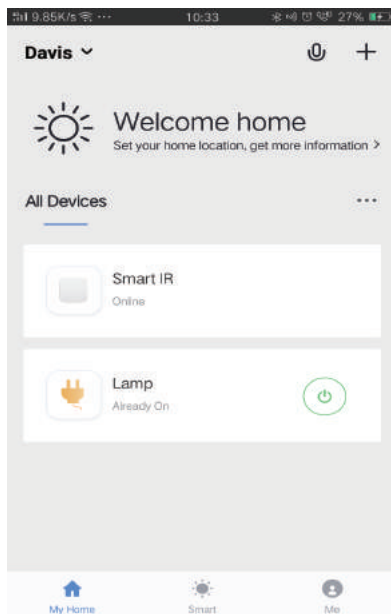 9.85K/s ... 10:33 27%
Davis
Welcome home
Set your home location, get more information >
All Devices
...
Smart IR
Online
Lamp
Already On
My Home Smart Me